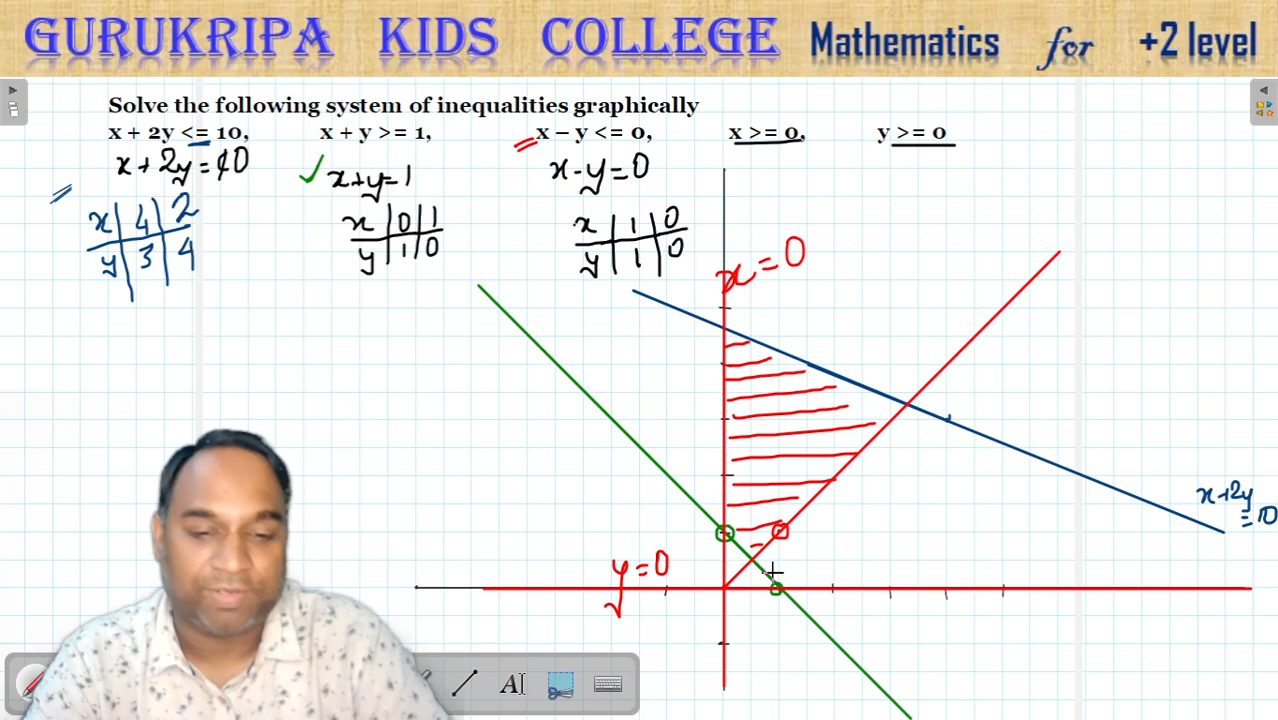 GURUKRIPA KIDS COLLEGE Mathematics for +2 level
Solve the following system of inequalities graphically
x + 2y <= 10, x + y >= 1, x – y <= 0, x >= 0, y >= 0
x+2y=10 x+y=1 x-y=0
x 4 2
y 3 4
x 0 1
y 1 0
x 1 0
y 1 0
x=0
x+2y
=10
y=0
A